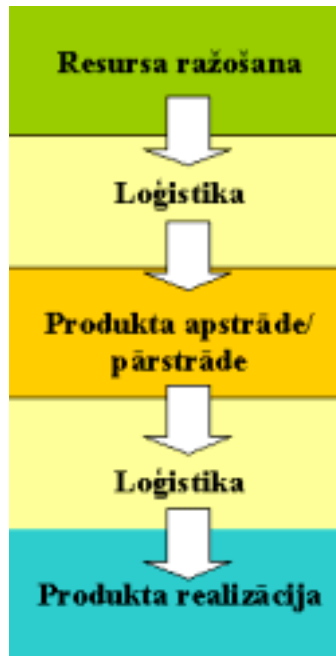 Resursa ražošana
Loģistika
Produkta apstrāde/
pārstrāde
Loģistika
Produkta realizācija